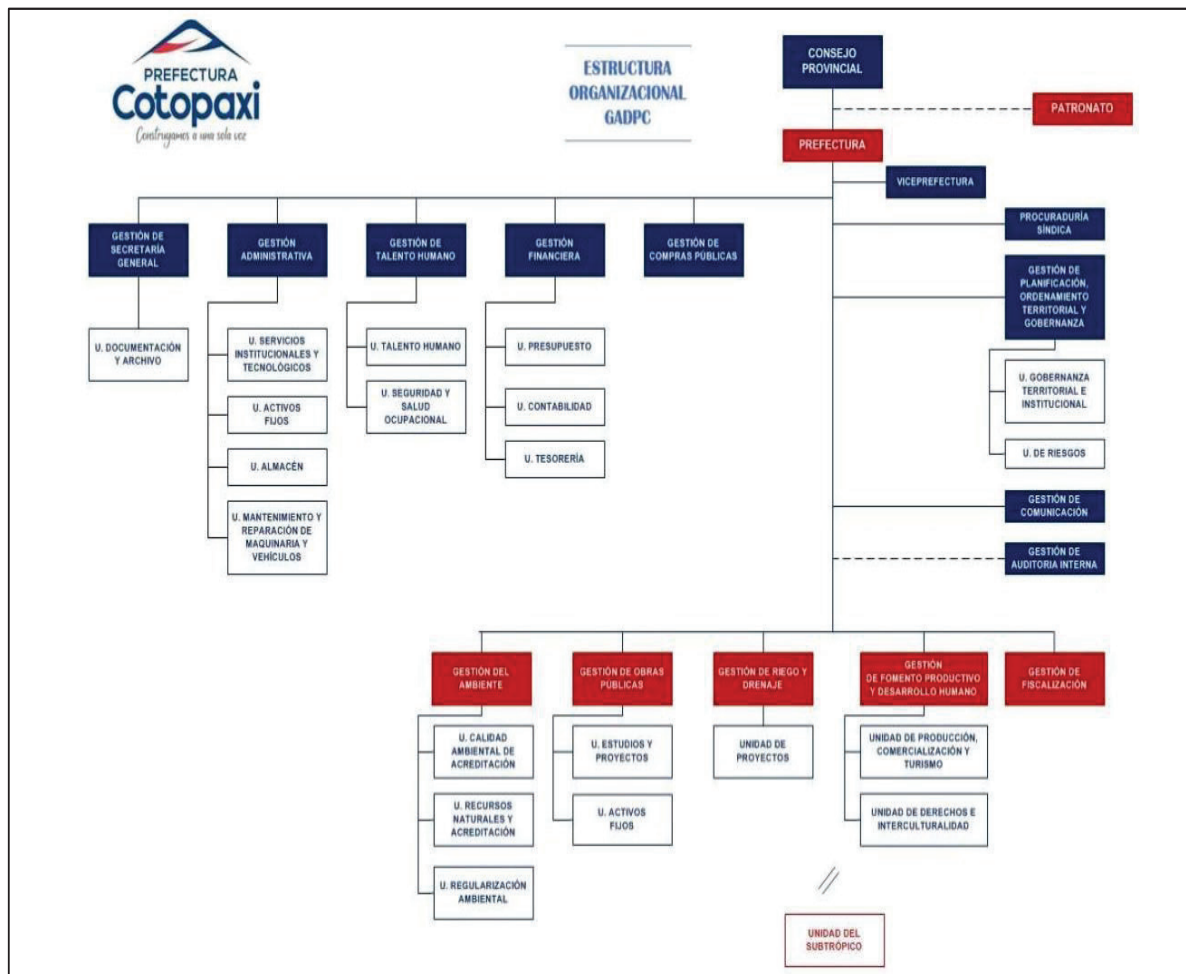 PREFECTURA
Cotopaxi
Construyamos a una sola voz
ESTRUCTURA
ORGANIZACIONAL
GADPC
CONSEJO
PROVINCIAL
PATRONATO
PREFECTURA
VICEPREFECTURA
PROCURADURÍA
SÍNDICA
GESTIÓN DE
SECRETARÍA
GENERAL
GESTIÓN
ADMINISTRATIVA
GESTIÓN DE
TALENTO HUMANO
GESTIÓN
FINANCIERA
GESTIÓN DE
COMPRAS PÚBLICAS
GESTIÓN DE
PLANIFICACIÓN,
ORDENAMIENTO
TERRITORIAL Y
GOBERNANZA
U. DOCUMENTACIÓN
Y ARCHIVO
U. SERVICIOS
INSTITUCIONALES Y
TECNOLÓGICOS
U. ACTIVOS
FIJOS
U. ALMACÉN
U. MANTENIMIENTO Y
REPARACIÓN DE
MAQUINARIA Y
VEHÍCULOS
U. TALENTO HUMANO
U. SEGURIDAD Y
SALUD
OCUPACIONAL
U. PRESUPUESTO
U. CONTABILIDAD
U. TESORERÍA
U. GOBERNANZA
TERRITORIAL E
INSTITUCIONAL
U. DE RIESGOS
GESTIÓN DE
COMUNICACIÓN
GESTIÓN DE
AUDITORIA INTERNA
GESTIÓN DEL
AMBIENTE
GESTIÓN DE OBRAS
PÚBLICAS
GESTIÓN DE RIEGO Y
DRENAJE
GESTIÓN
DE FOMENTO PRODUCTIVO
Y DESARROLLO HUMANO
GESTIÓN DE
FISCALIZACIÓN
U. CALIDAD
AMBIENTAL DE
ACREDITACIÓN
U. RECURSOS
NATURALES Y
ACREDITACIÓN
U. REGULARIZACIÓN
AMBIENTAL
U. ESTUDIOS Y
PROYECTOS
U. ACTIVOS
FIJOS
UNIDAD DE
PROYECTOS
UNIDAD DE PRODUCCIÓN,
COMERCIALIZACIÓN Y
TURISMO
UNIDAD DE DERECHOS E
INTERCULTURALIDAD
UNIDAD DEL
SUBTRÓPICO